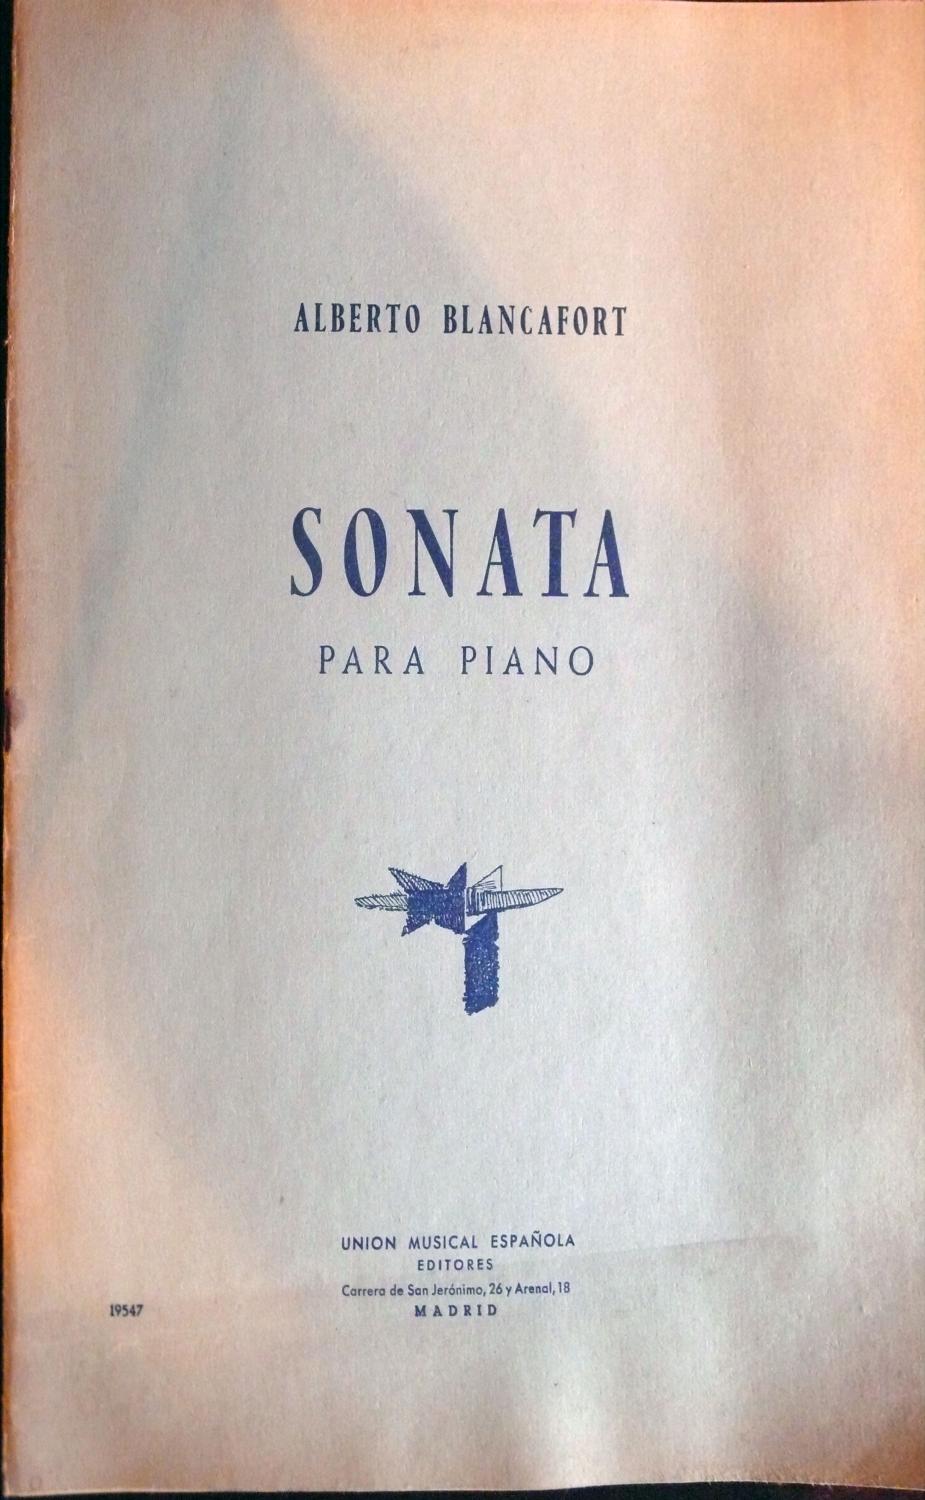 ALBERTO BLANCAFORT
SONATA
PARA PIANO
UNION MUSICAL ESPAÑOLA
EDITORES
Carrera de San Jerónimo, 26 y Arenal, 18
MADRID
19547